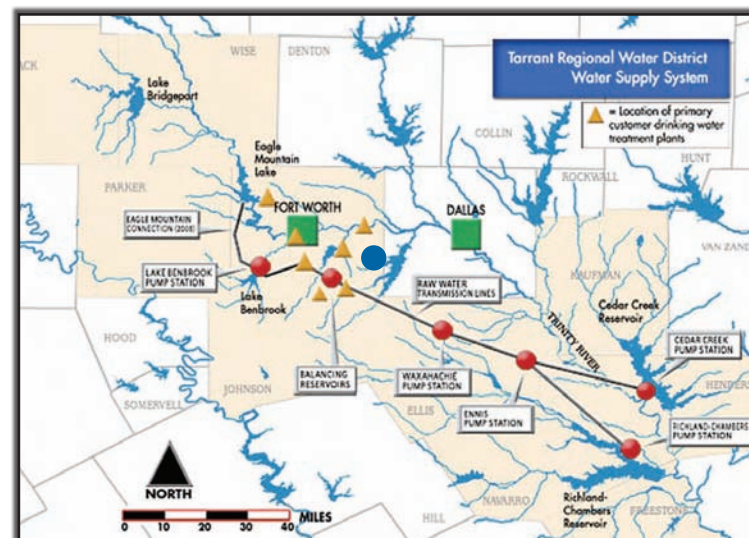 Tarrant Regional Water District
Water Supply System
= Location of primary
customer drinking water
treatment plants
WISE
DENTON
Lake
Bridgeport
COLLIN
HUNT
Eagle
Mountain
Lake
ROCKWALL
PARKER
FORT WORTH
DALLAS
EAGLE MOUNTAIN
CONNECTION (2008)
VAN ZAND
LAKE BENBROOK
PUMP STATION
KAUFMAN
RAW WATER
TRANSMISSION LINES
Lake
Benbrook
Cedar Creek
Reservoir
TRINITY RIVER
HOOD
CEDAR CREEK
PUMP STATION
BALANCING
RESERVOIRS
WAXAHACHIE
PUMP STATION
JOHNSON
HENDERS
SOMERVELL
ELLIS
ENNIS
PUMP STATION
RICHLAND-CHAMBERS
PUMP STATION
NORTH
NAVARRO
Richland-
Chambers
Reservoir
FREESTONE
HILL
0 10 20 30 40 MILES